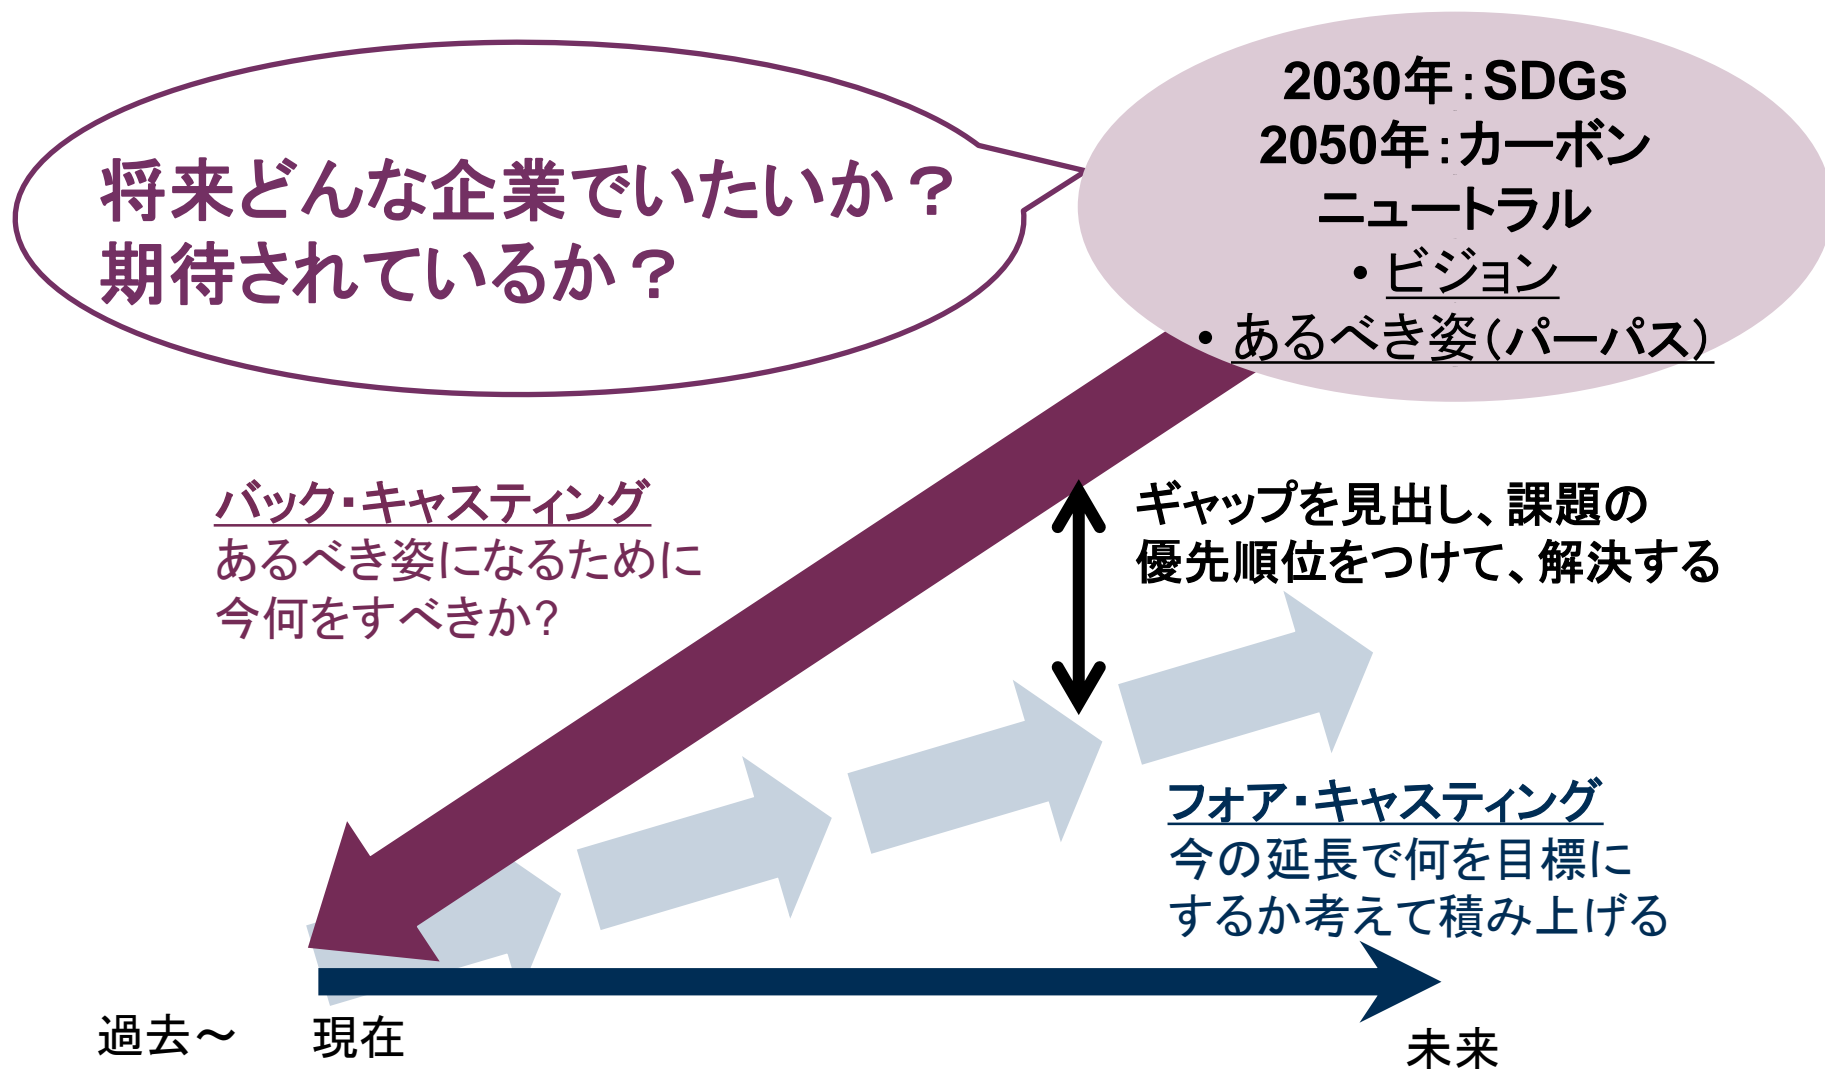 将来どんな企業でいたいか？
期待されているか？
2030年：SDGs
2050年：カーボン
ニュートラル
• ビジョン
• あるべき姿（パーパス）
バック・キャスティング
あるべき姿になるために
今何をすべきか?
ギャップを見出し、課題の
優先順位をつけて、解決する
フォア・キャスティング
今の延長で何を目標に
するか考えて積み上げる
過去～
現在
未来